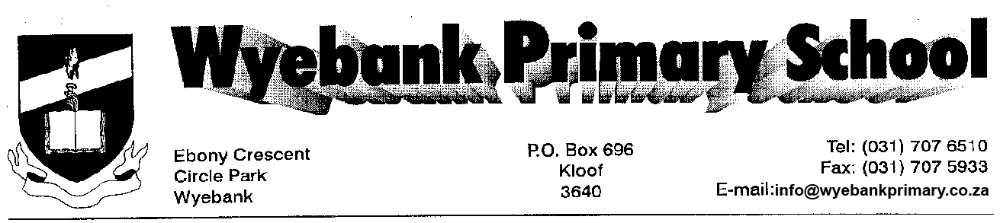 Wyebank Primary School
Ebony Crescent
Circle Park
Wyebank
P.O. Box 696
Kloof
3640
Tel: (031) 707 6510
Fax: (031) 707 5933
E-mail:info@wyebankprimary.co.za